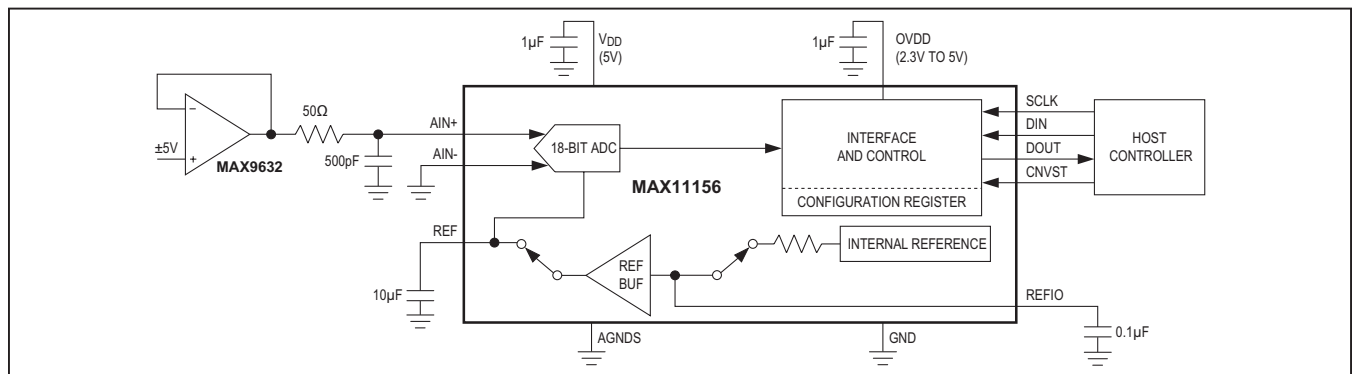 1µF
VDD
(5V)
1µF
OVDD
(2.3V TO 5V)
50Ω
±5V
-
+
MAX9632
500pF
AIN+
AIN-
18-BIT ADC
MAX11156
INTERFACE
AND CONTROL
CONFIGURATION REGISTER
SCLK
DIN
DOUT
CNVST
HOST
CONTROLLER
REF
10µF
REF
BUF
INTERNAL REFERENCE
REFIO
0.1µF
AGNDS
GND